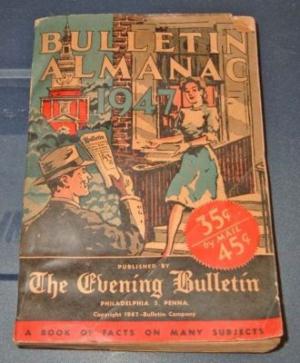 BULLETIN
ALMANAC
1947
Bulletin
35¢
by MAIL
45¢
PUBLISHED BY
The Evening Bulletin
PHILADELPHIA 5, PENNA.
Copyright 1947-Bulletin Company
A BOOK OF FACTS ON MANY SUBJECTS